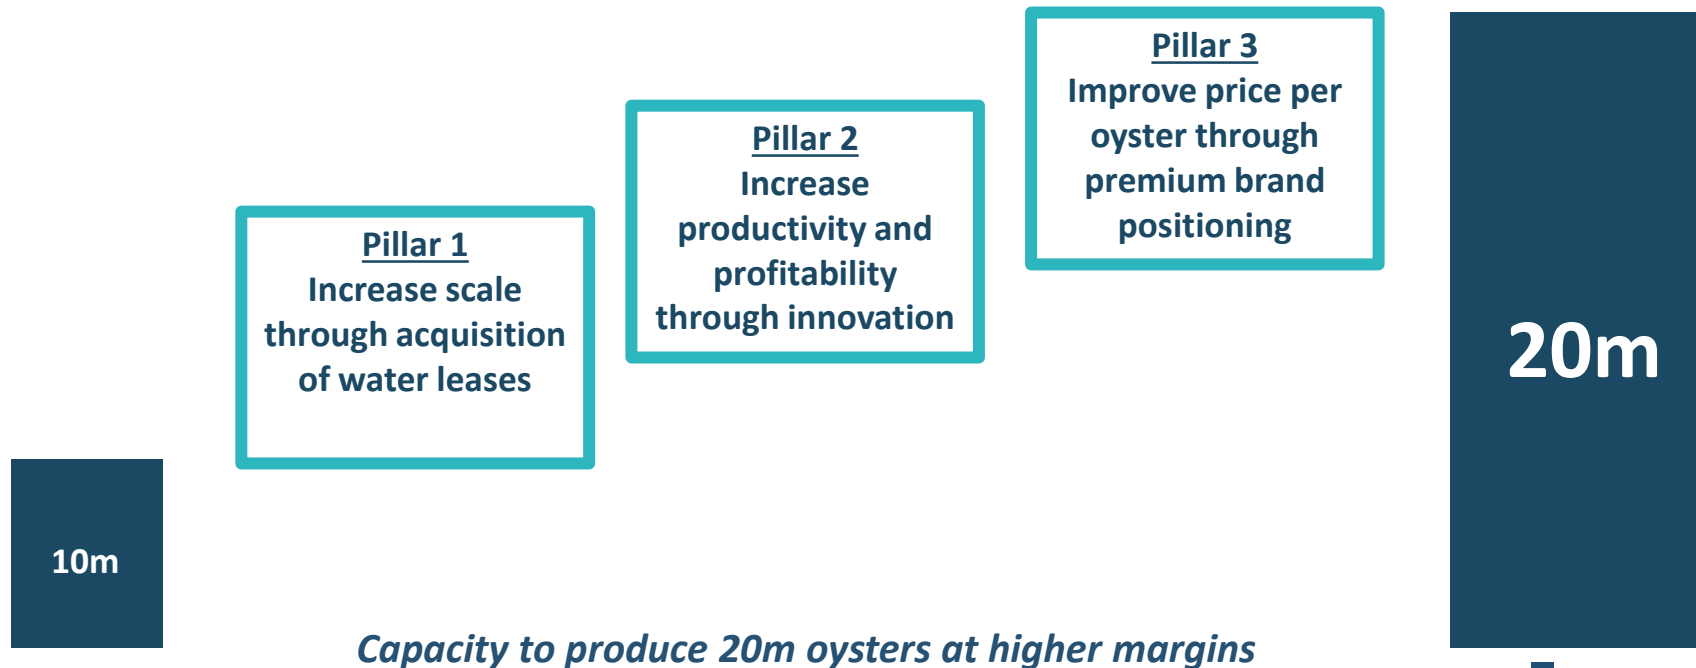 Pillar 3
Improve price per
oyster through
premium brand
positioning
Pillar 2
Increase
productivity and
profitability
through innovation
Pillar 1
Increase scale
through acquisition
of water leases
20m
10m
Capacity to produce 20m oysters at higher margins